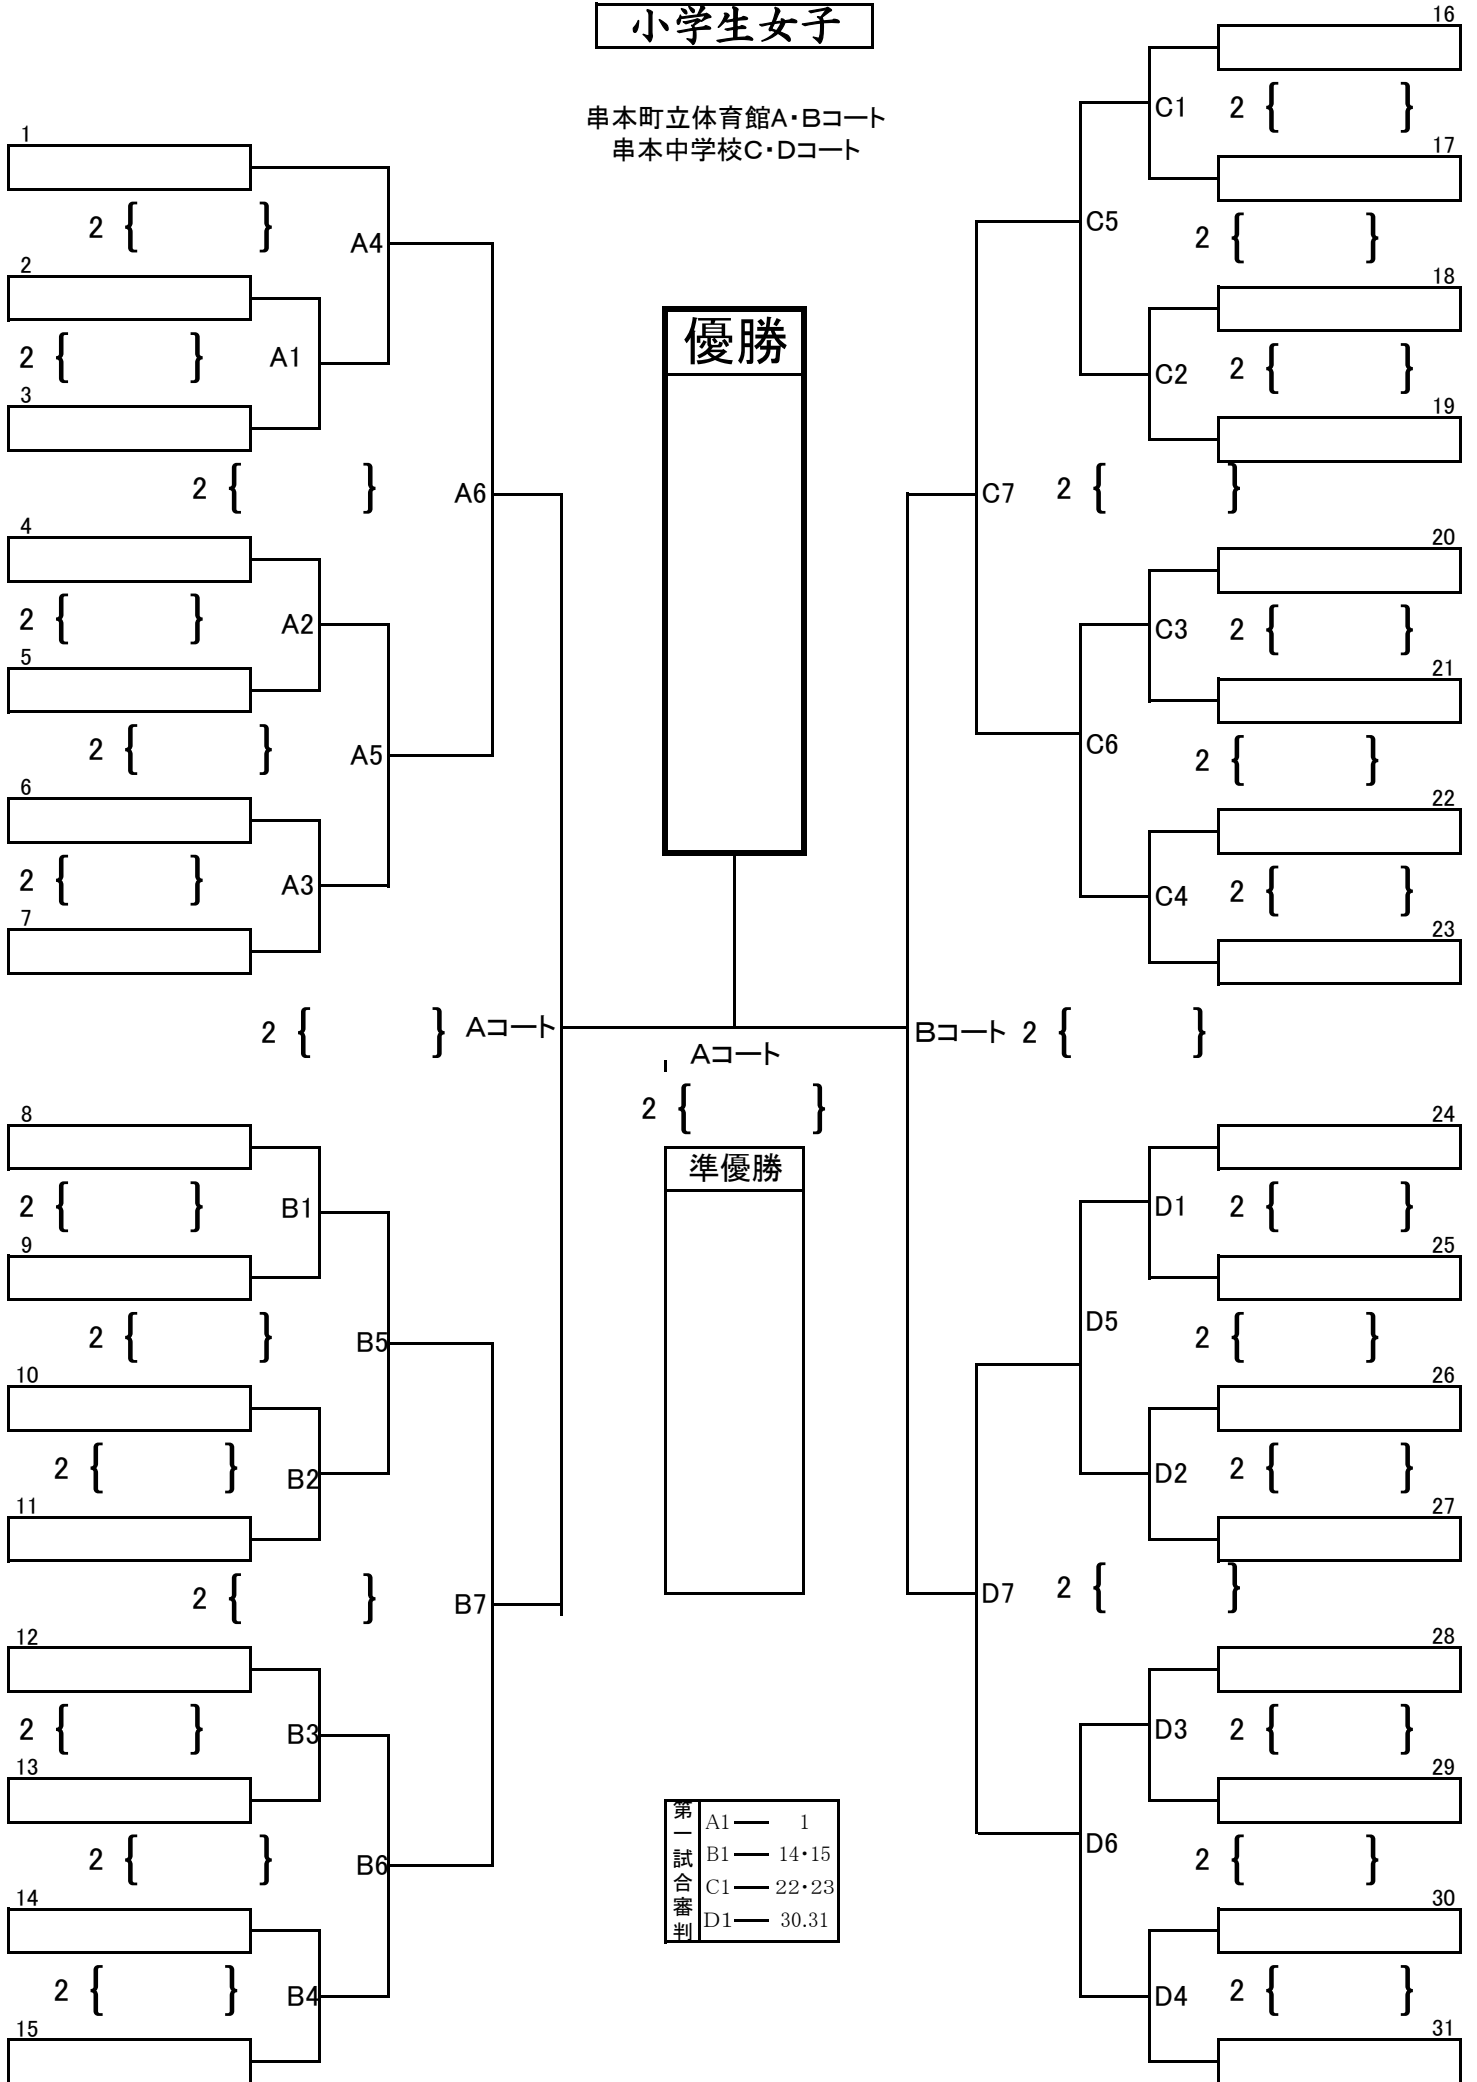 小学生女子
串本町立体育館A・Bコート
串本中学校C・Dコート
1
2 { }
A4
2
2 { }
A1
3
2 { }
A6
4
2 { }
A2
5
2 { }
A5
6
2 { }
A3
7
2 { } Aコート
8
2 { }
B1
9
2 { }
B5
10
2 { }
B2
11
2 { }
B7
12
2 { }
B3
13
2 { }
B6
14
2 { }
B4
15
優勝
Aコート
2 { }
準優勝
第一試合審判
A1 ― 1
B1 ― 14・15
C1 ― 22・23
D1 ― 30.31
16
C1 2 { }
17
C5 2 { }
18
C2 2 { }
19
C7 2 { }
20
C3 2 { }
21
C6 2 { }
22
C4 2 { }
23
Bコート 2 { }
24
D1 2 { }
25
D5 2 { }
26
D2 2 { }
27
D7 2 { }
28
D3 2 { }
29
D6 2 { }
30
D4 2 { }
31